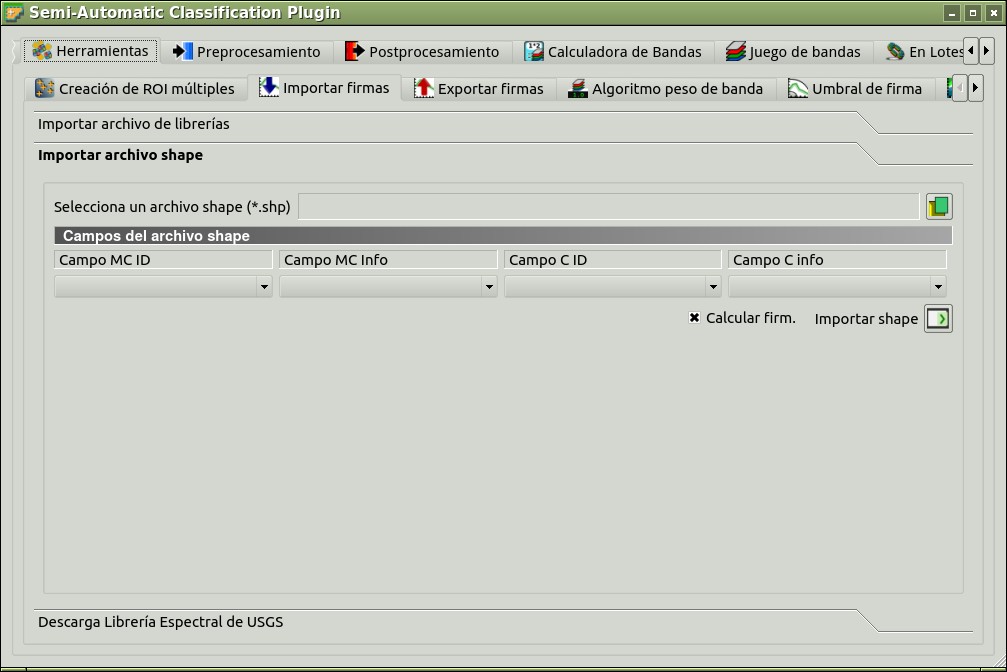 Semi-Automatic Classification Plugin
Herramientas Preprocesamiento Postprocesamiento Calculadora de Bandas Juego de bandas En Lotes
Creación de ROI múltiples Importar firmas Exportar firmas Algoritmo peso de banda Umbral de firma
Importar archivo de librerías
Importar archivo shape
Selecciona un archivo shape (*.shp)
Campos del archivo shape
Campo MC ID Campo MC Info Campo C ID Campo C info
Calcular firm. Importar shape
Descarga Librería Espectral de USGS